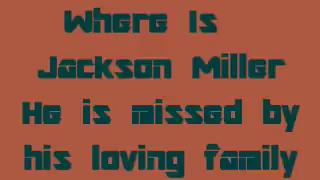 Where Is
Jackson Miller
He is missed by
his loving family